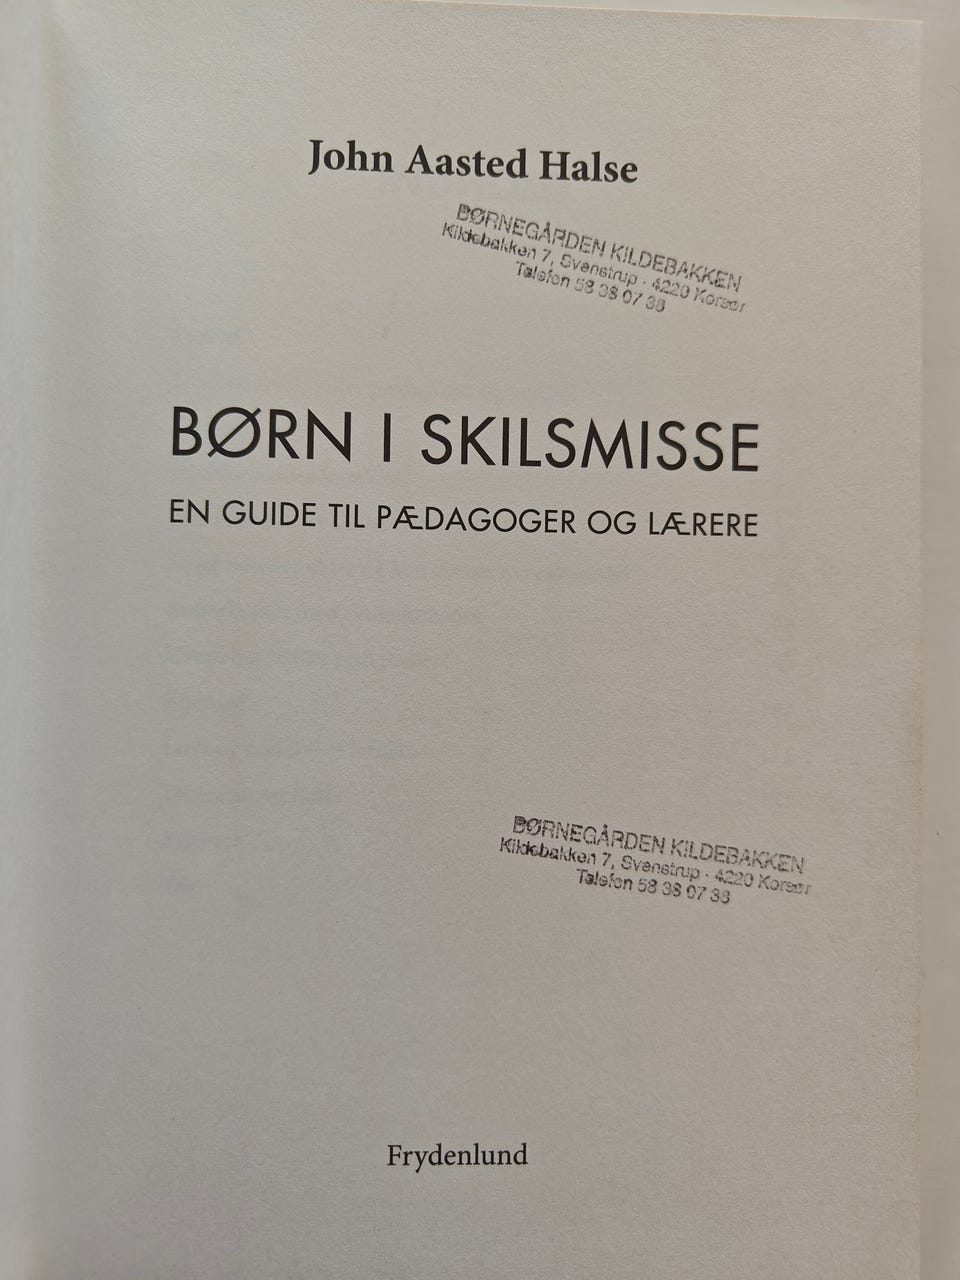 John Aasted Halse
BØRNEGÅRDEN KILDEBAKKEN
Kildebakken 7, Svenstrup · 4220 Korsør
Telefon 58 38 07 38
BØRN I SKILSMISSE
EN GUIDE TIL PÆDAGOGER OG LÆRERE
BØRNEGÅRDEN KILDEBAKKEN
Kildebakken 7, Svenstrup · 4220 Korsør
Telefon 58 38 07 38
Frydenlund